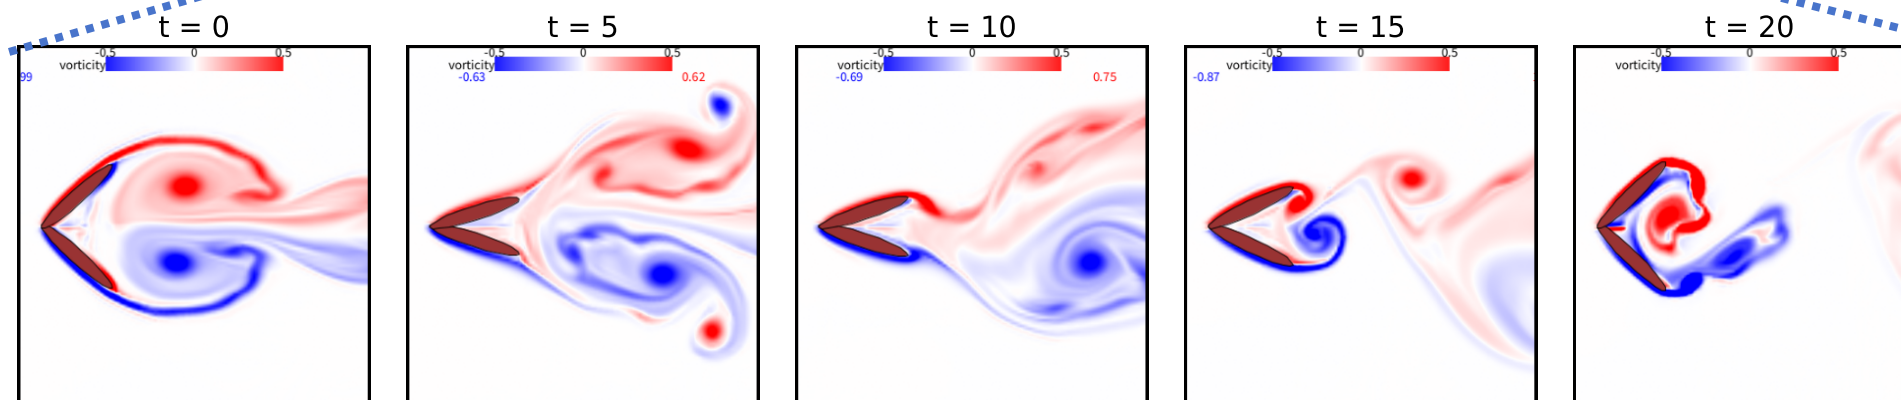 t = 0
t = 5
t = 10
t = 15
t = 20
-0.5 0 0.5
vorticity
99
-0.5 0 0.5
vorticity
-0.63 0.62
-0.5 0 0.5
vorticity
-0.69 0.75
-0.5 0 0.5
vorticity
-0.87
-0.5 0 0.5
vorticity